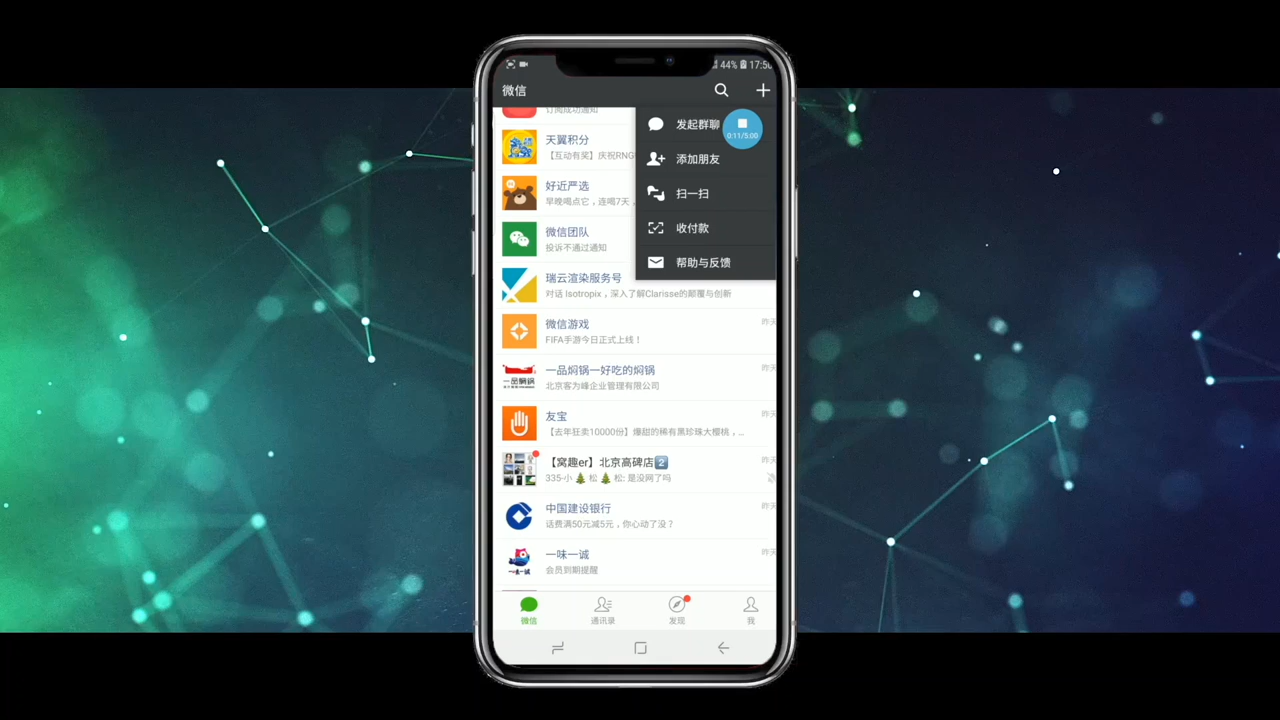 44% 17:50
微信
订阅成功通知
发起群聊
0:11/5:00
天翼积分
【互动有奖】庆祝RNG
添加朋友
好近严选
早晚喝点它，连喝7天，
扫一扫
微信团队
投诉不通过通知
收付款
帮助与反馈
瑞云渲染服务号
对话 Isotropix，深入了解Clarisse的颠覆与创新
微信游戏
昨天
FIFA手游今日正式上线！
一品焖锅一好吃的焖锅
昨天
北京客为峰企业管理有限公司
友宝
昨天
【去年狂卖10000份】爆甜的稀有黑珍珠大樱桃，...
【窝趣er】北京高碑店2
昨天
335-小🌲松🌲松: 是没网了吗
中国建设银行
昨天
话费满50元减5元，你心动了没？
一味一诚
昨天
会员到期提醒
微信
通讯录
发现
我